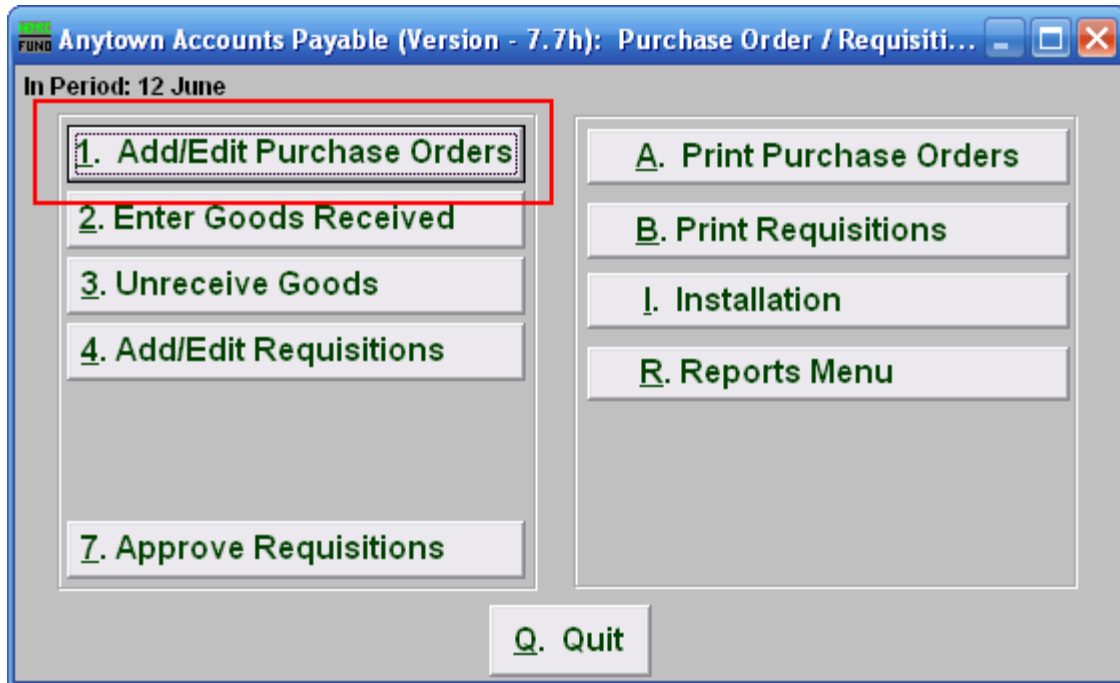 FUND Anytown Accounts Payable (Version - 7.7h): Purchase Order / Requisiti...
In Period: 12 June
1. Add/Edit Purchase Orders
2. Enter Goods Received
3. Unreceive Goods
4. Add/Edit Requisitions
7. Approve Requisitions
A. Print Purchase Orders
B. Print Requisitions
I. Installation
R. Reports Menu
Q. Quit